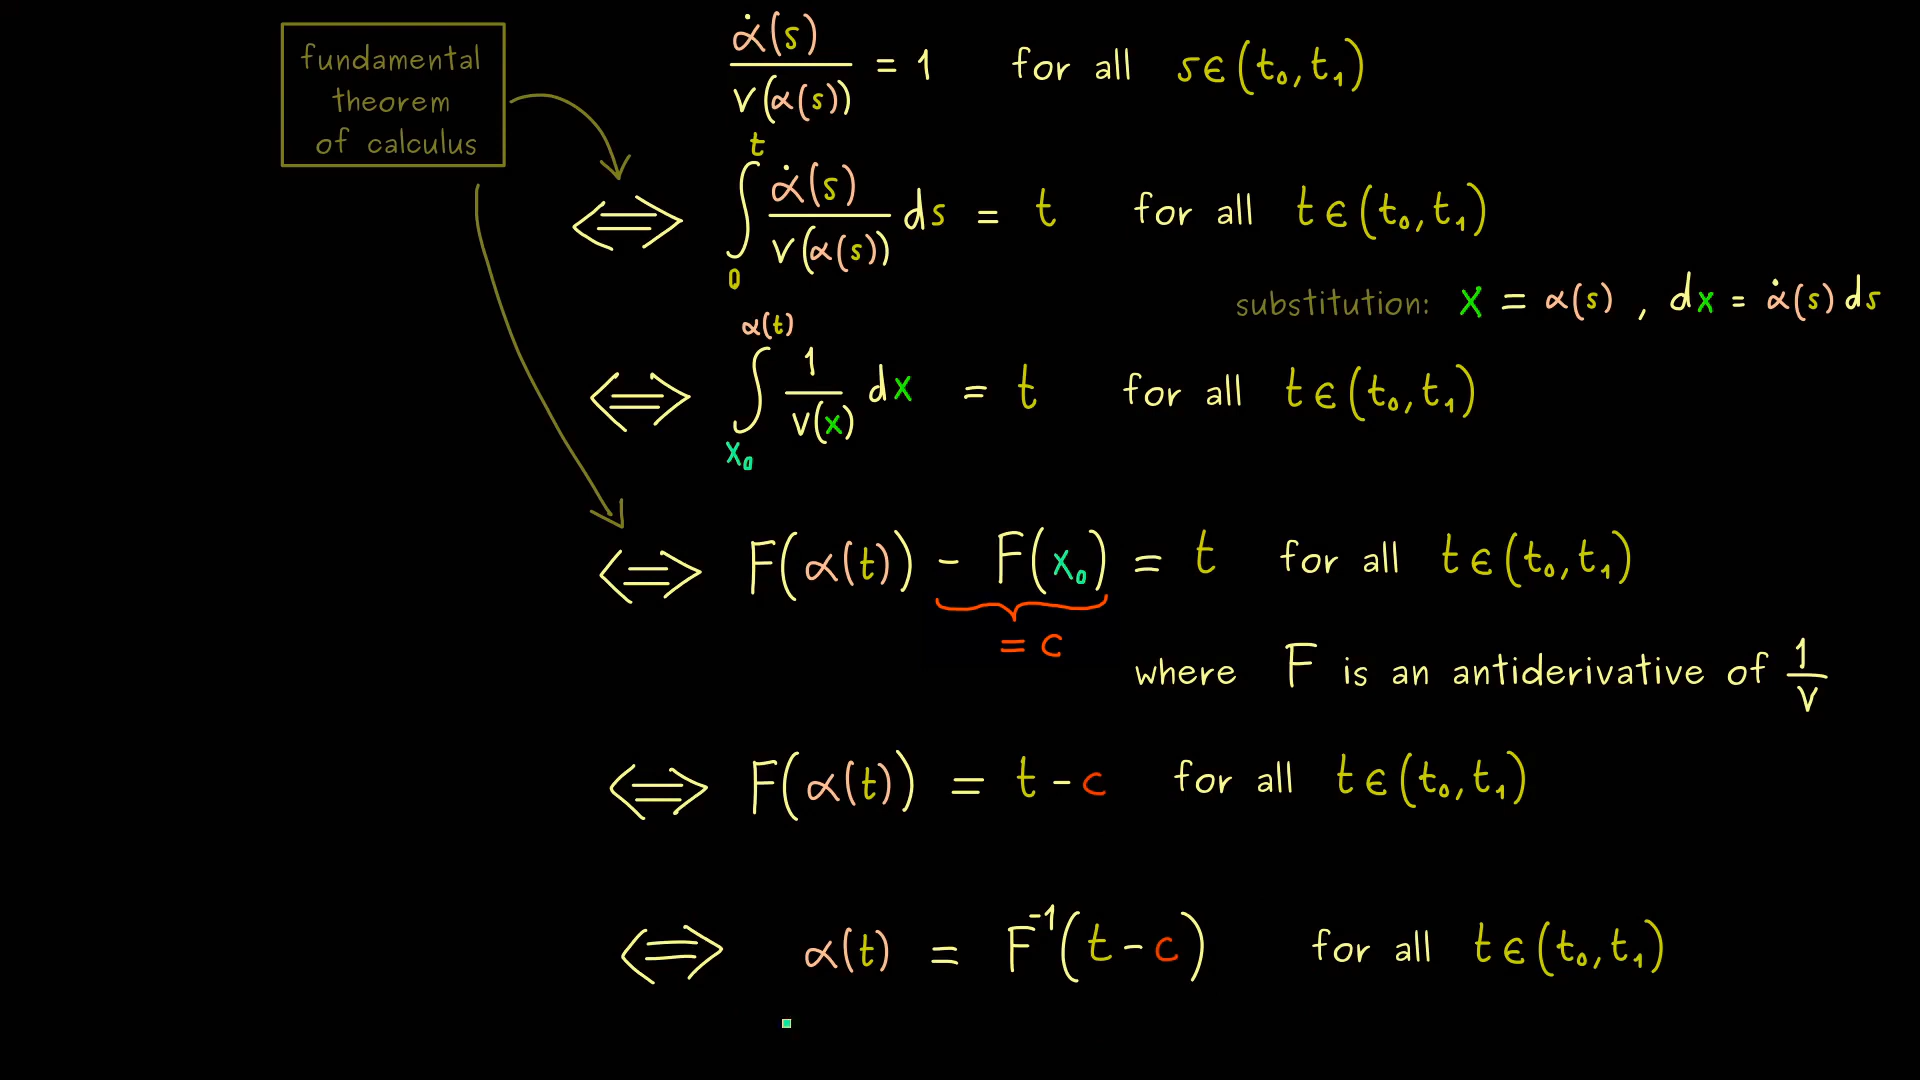 fundamental
theorem
of calculus
α̇(s)/v(α(s)) = 1 for all s∈(t₀,t₁)
⟺ ∫₀ᵗ α̇(s)/v(α(s)) ds = t for all t∈(t₀,t₁)
substitution: x = α(s) , dx = α̇(s) ds
⟺ ∫_{x₀}^{α(t)} 1/v(x) dx = t for all t∈(t₀,t₁)
⟺ F(α(t)) - F(x₀) = t for all t∈(t₀,t₁)
= c
where F is an antiderivative of 1/v
⟺ F(α(t)) = t - c for all t∈(t₀,t₁)
⟺ α(t) = F⁻¹(t - c) for all t∈(t₀,t₁)